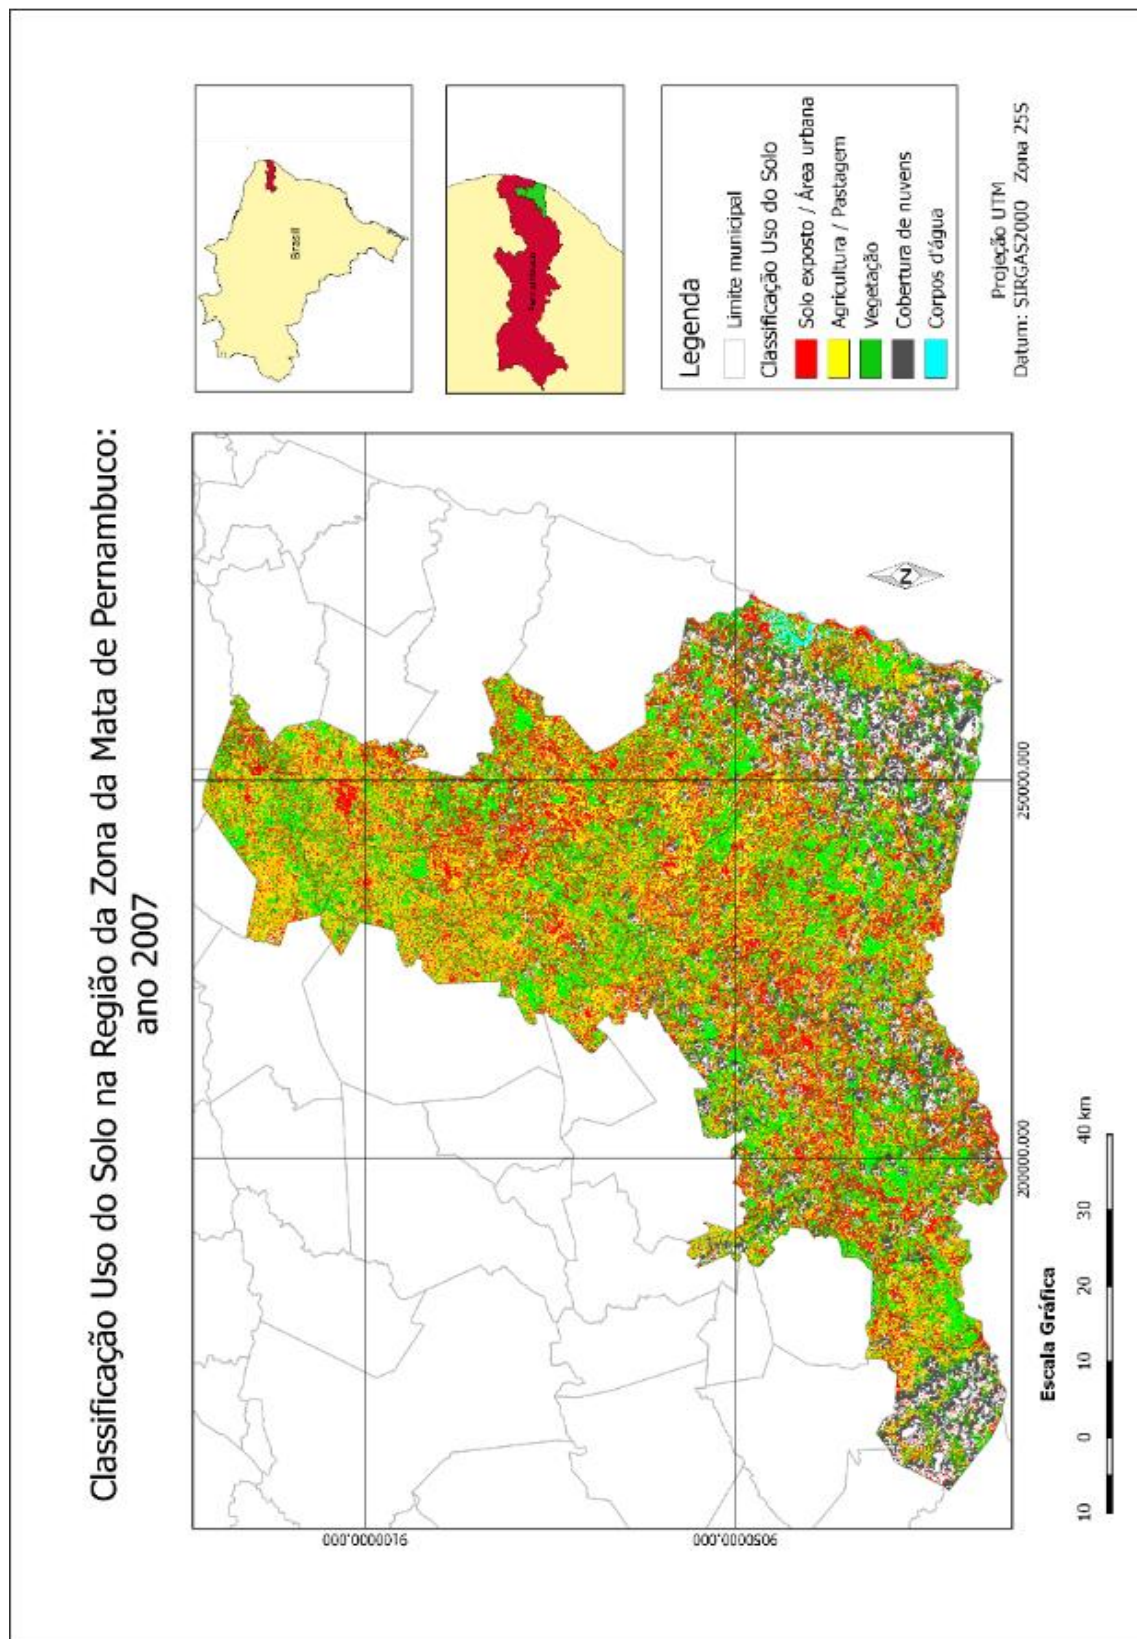 Classificação Uso do Solo na Região da Zona da Mata de Pernambuco:
ano 2007
Brasil
Pernambuco
Legenda
Limite municipal
Classificação Uso do Solo
Solo exposto / Área urbana
Agricultura / Pastagem
Vegetação
Cobertura de nuvens
Corpos d'água
Projeção UTM
Datum: SIRGAS2000 Zona 25S
9100000.000
9050000.000
200000.000
250000.000
N
Escala Gráfica
10 0 10 20 30 40 km